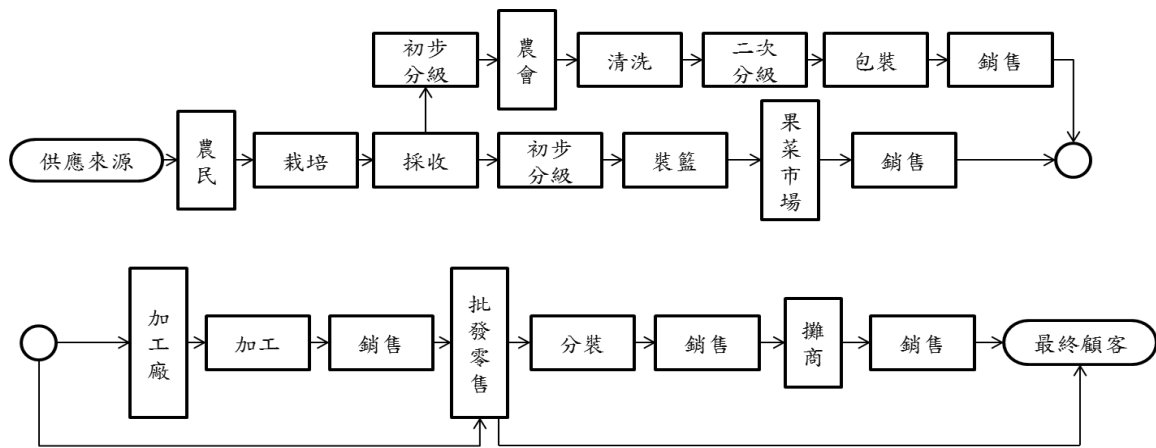 初步
分級
農會
清洗
二次
分級
包裝
銷售
供應來源
農民
栽培
採收
初步
分級
裝籃
果菜市場
銷售
加工廠
加工
銷售
批發零售
分裝
銷售
攤商
銷售
最終顧客